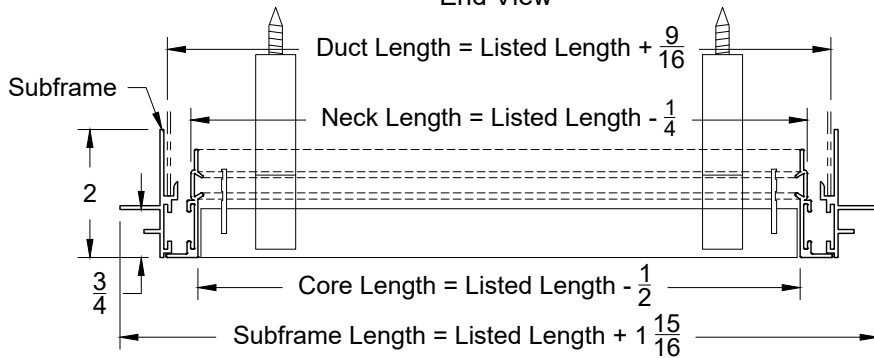 End View
Duct Length = Listed Length + 9/16
Subframe
Neck Length = Listed Length - 1/4
2
3/4
Core Length = Listed Length - 1/2
Subframe Length = Listed Length + 1 15/16